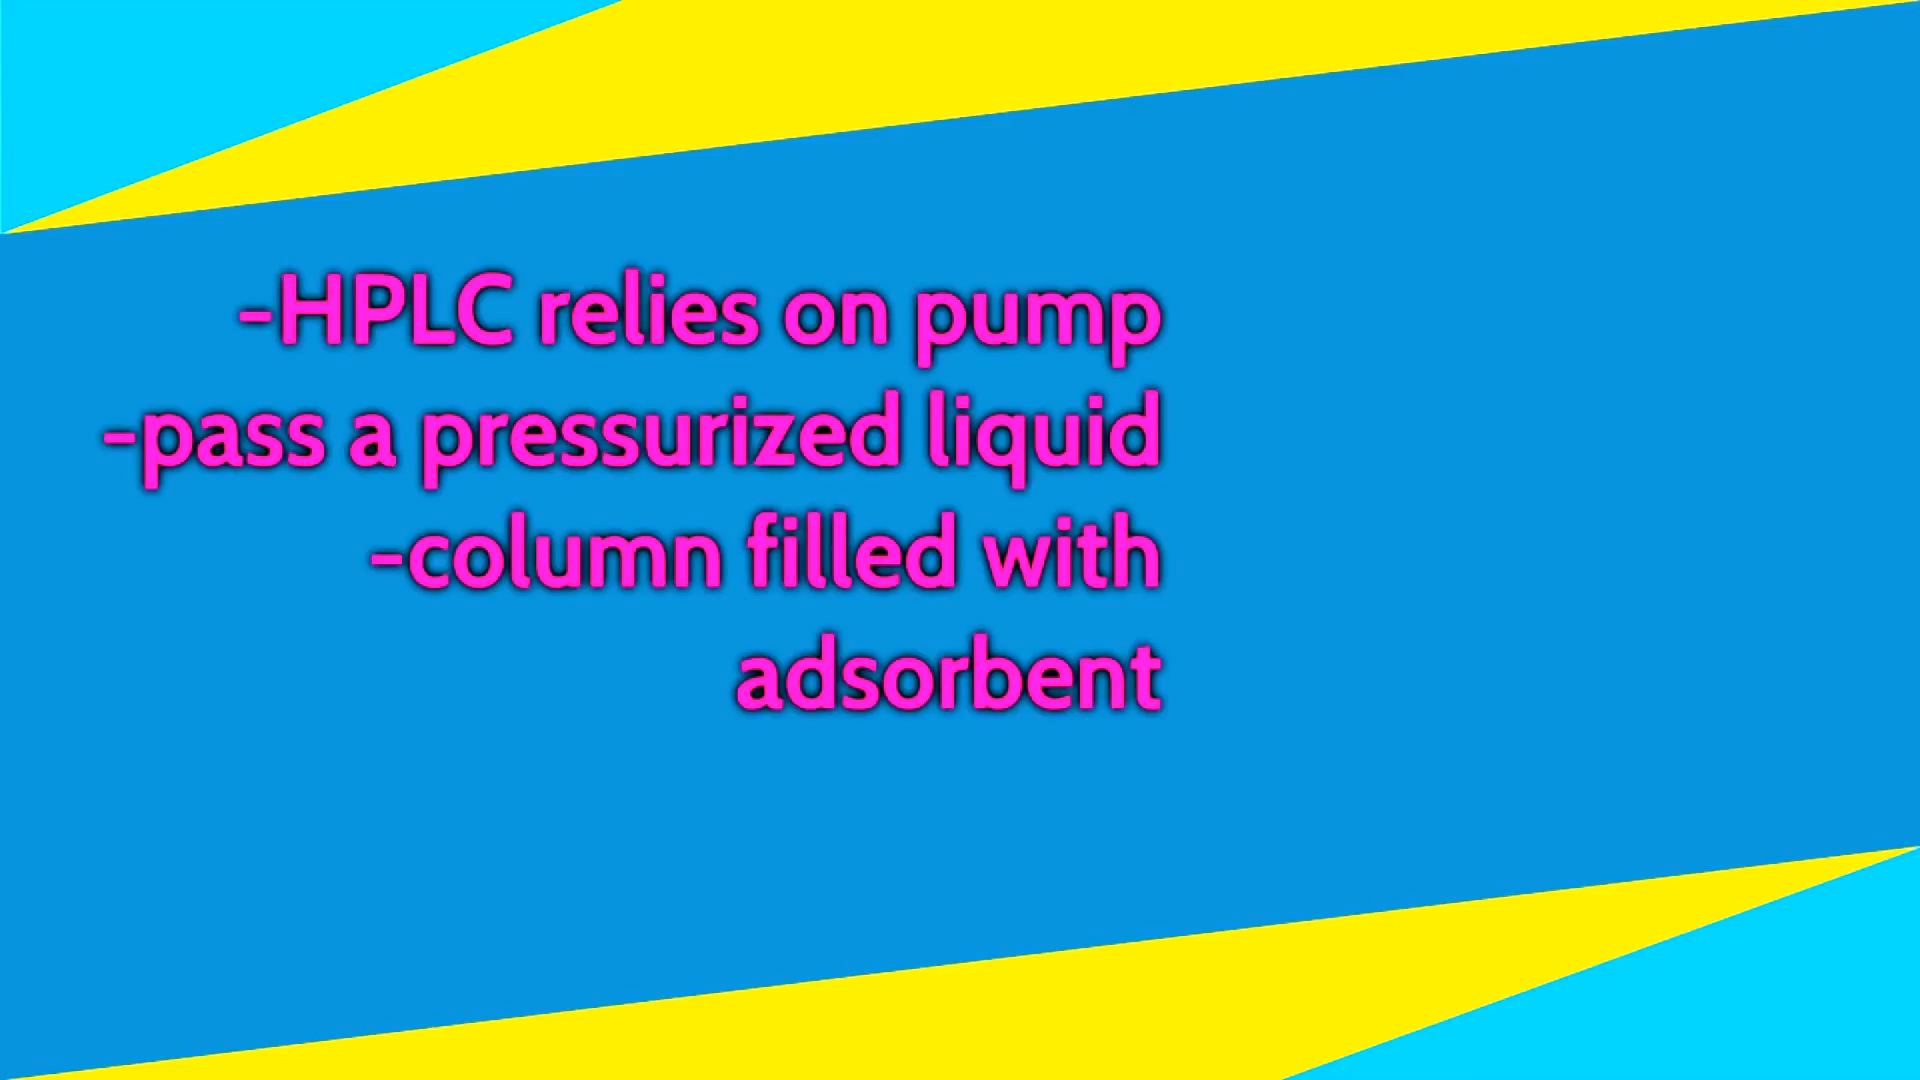 -HPLC relies on pump
-pass a pressurized liquid
-column filled with
adsorbent